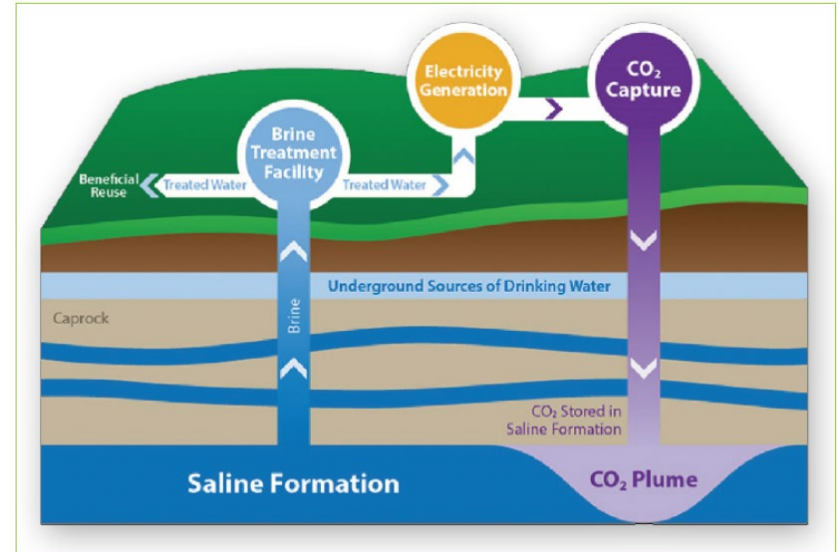 Electricity
Generation
CO₂
Capture
Brine
Treatment
Facility
Beneficial
Reuse
Treated Water
Treated Water
Underground Sources of Drinking Water
Caprock
Brine
CO₂ Stored in
Saline Formation
Saline Formation
CO₂ Plume